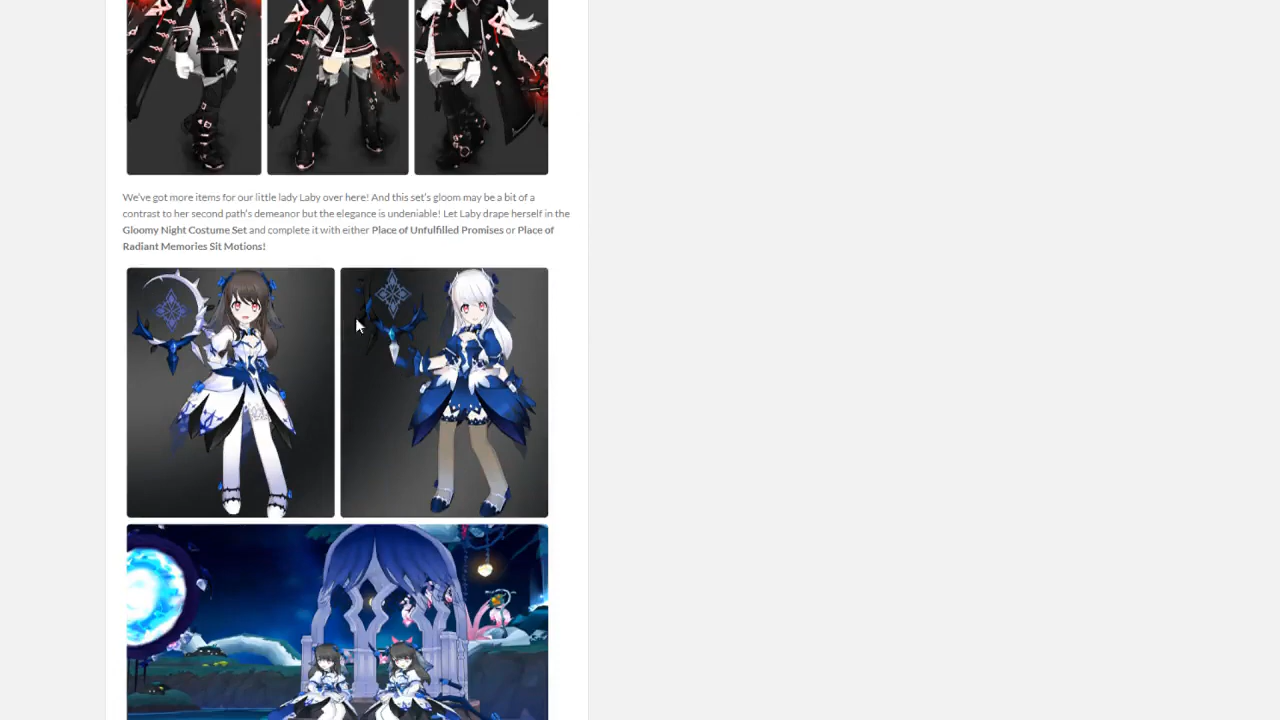 We've got more items for our little lady Laby over here! And this set's gloom may be a bit of a
contrast to her second path's demeanor but the elegance is undeniable! Let Laby drape herself in the
Gloomy Night Costume Set and complete it with either Place of Unfulfilled Promises or Place of
Radiant Memories Sit Motions!